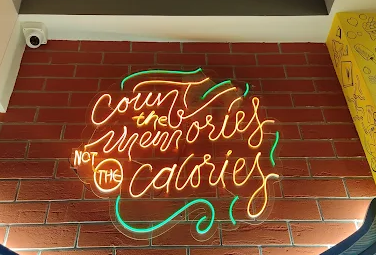 count
the
memories
NOT
THE
calories